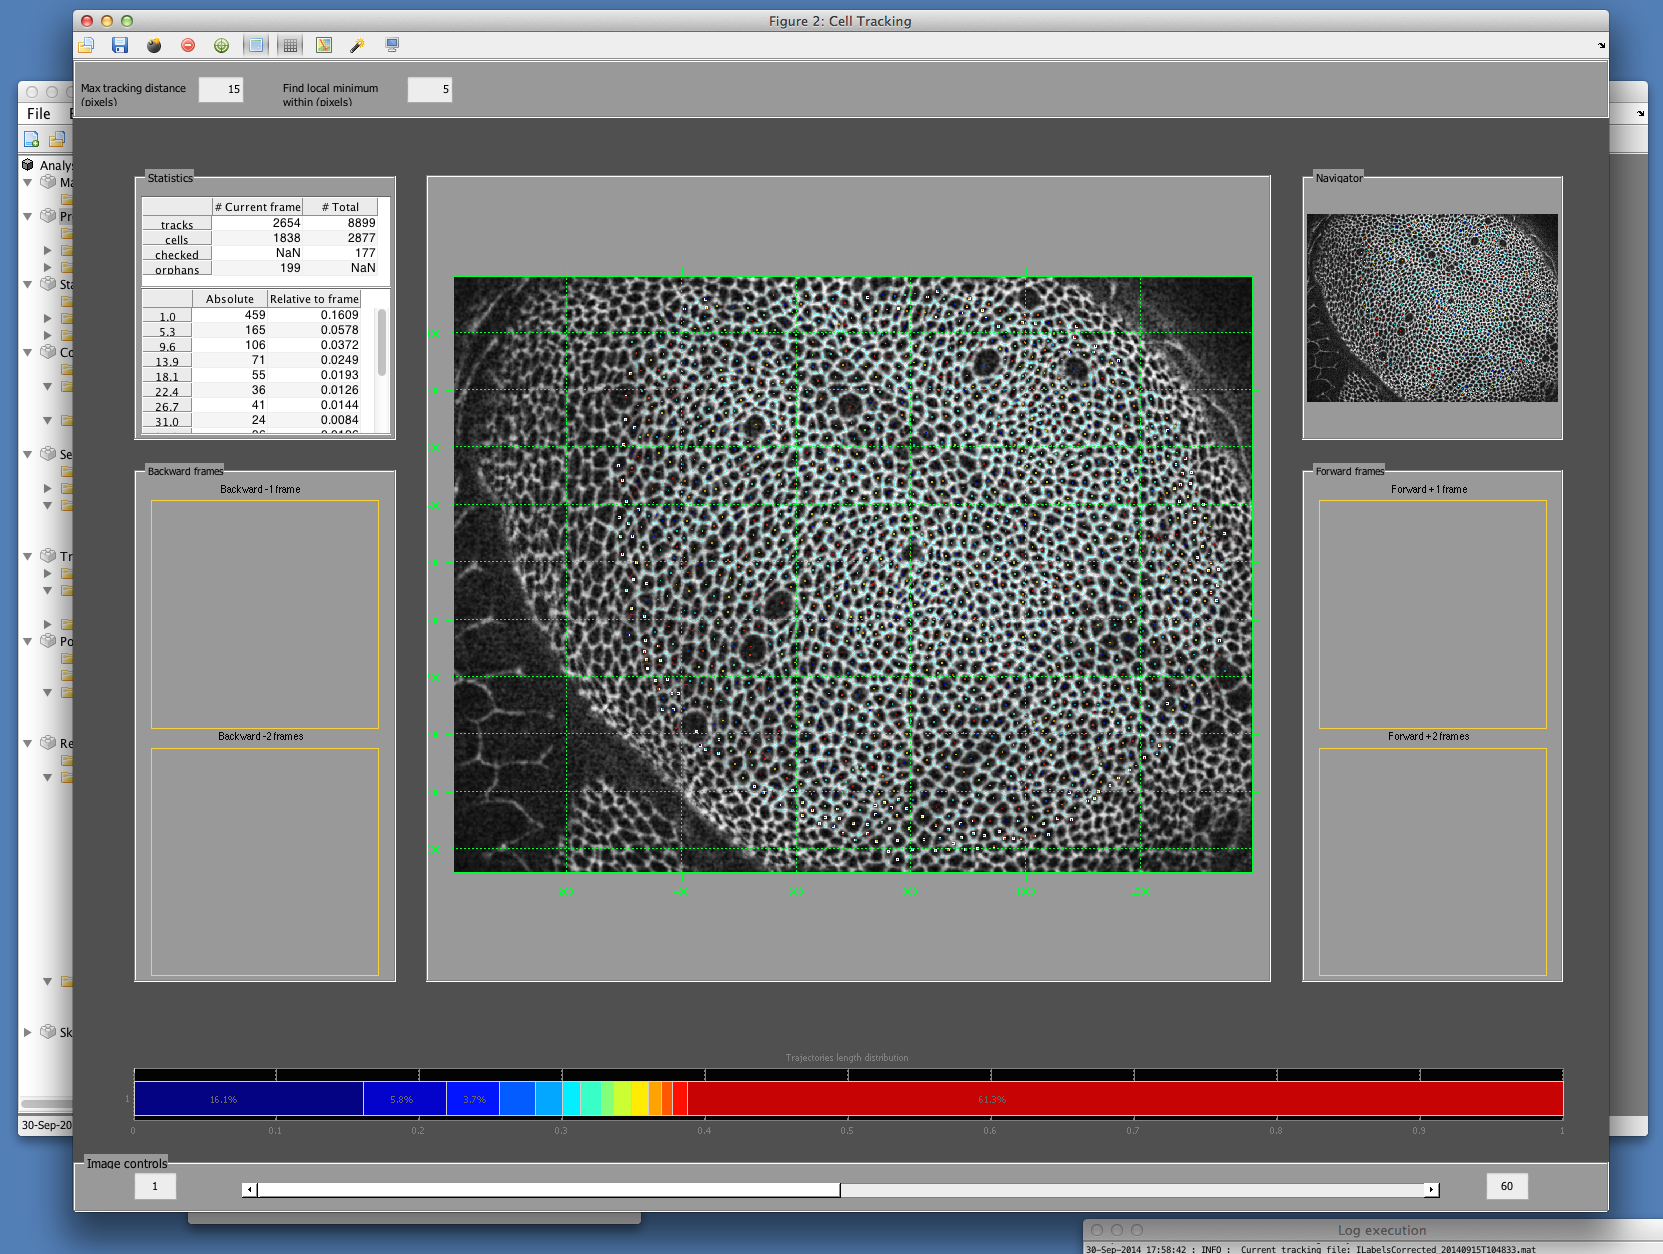 Figure 2: Cell Tracking
Max tracking distance (pixels)
15
Find local minimum within (pixels)
5
File
Analys
Ma
Pr
Sta
Co
Se
Tr
Po
Re
Sk
30-Sep-20
Statistics
# Current frame # Total
tracks 2654 8899
cells 1838 2877
checked NaN 177
orphans 199 NaN
Absolute Relative to frame
1.0 459 0.1609
5.3 165 0.0578
9.6 106 0.0372
13.9 71 0.0249
18.1 55 0.0193
22.4 36 0.0126
26.7 41 0.0144
31.0 24 0.0084
Backward frames
Backward -1 frame
Backward -2 frames
Navigator
Forward frames
Forward + 1 frame
Forward + 2 frames
Trajectories length distribution
1
16.1% 5.8% 3.7% 61.3%
0 0.1 0.2 0.3 0.4 0.5 0.6 0.7 0.8 0.9 1
Image controls
1
60
Log execution
30-Sep-2014 17:58:42 : INFO : Current tracking file: ILabelsCorrected_20140915T104833.mat